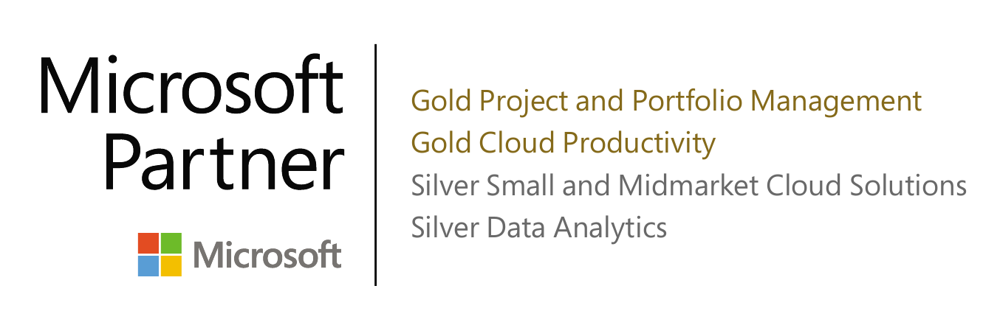 Microsoft
Partner
Microsoft
Gold Project and Portfolio Management
Gold Cloud Productivity
Silver Small and Midmarket Cloud Solutions
Silver Data Analytics